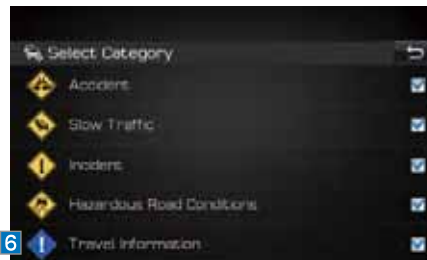 Select Category
Accident
Slow Traffic
Incident
Hazardous Road Conditions
6 Travel Information